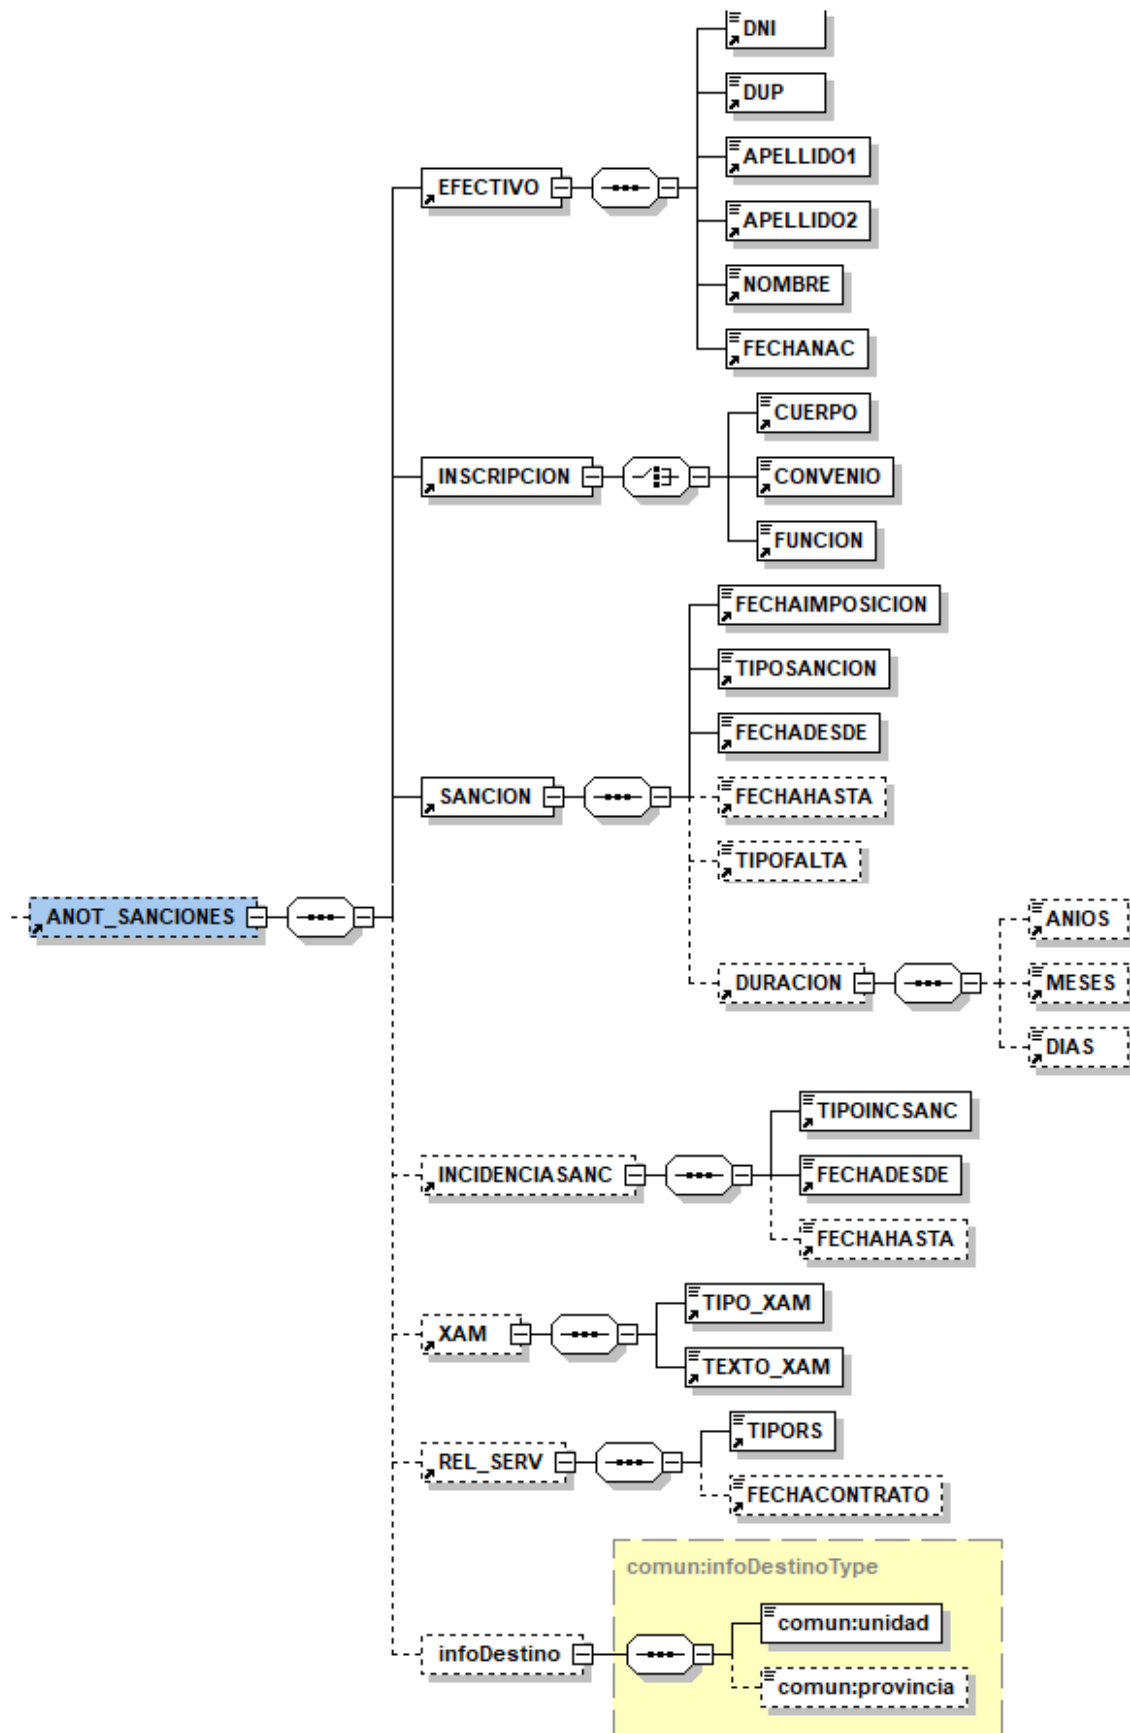 DNI
DUP
APELLIDO1
EFECTIVO
APELLIDO2
NOMBRE
FECHANAC
CUERPO
INSCRIPCION
CONVENIO
FUNCION
FECHAIMPOSICION
TIPOSANCION
FECHADESDE
SANCION
FECHAHASTA
TIPOFALTA
ANOT_SANCIONES
ANIOS
DURACION
MESES
DIAS
TIPOINCSANC
INCIDENCIASANC
FECHADESDE
FECHAHASTA
TIPO_XAM
XAM
TEXTO_XAM
TIPORS
REL_SERV
FECHACONTRATO
comun:infoDestinoType
comun:unidad
infoDestino
comun:provincia